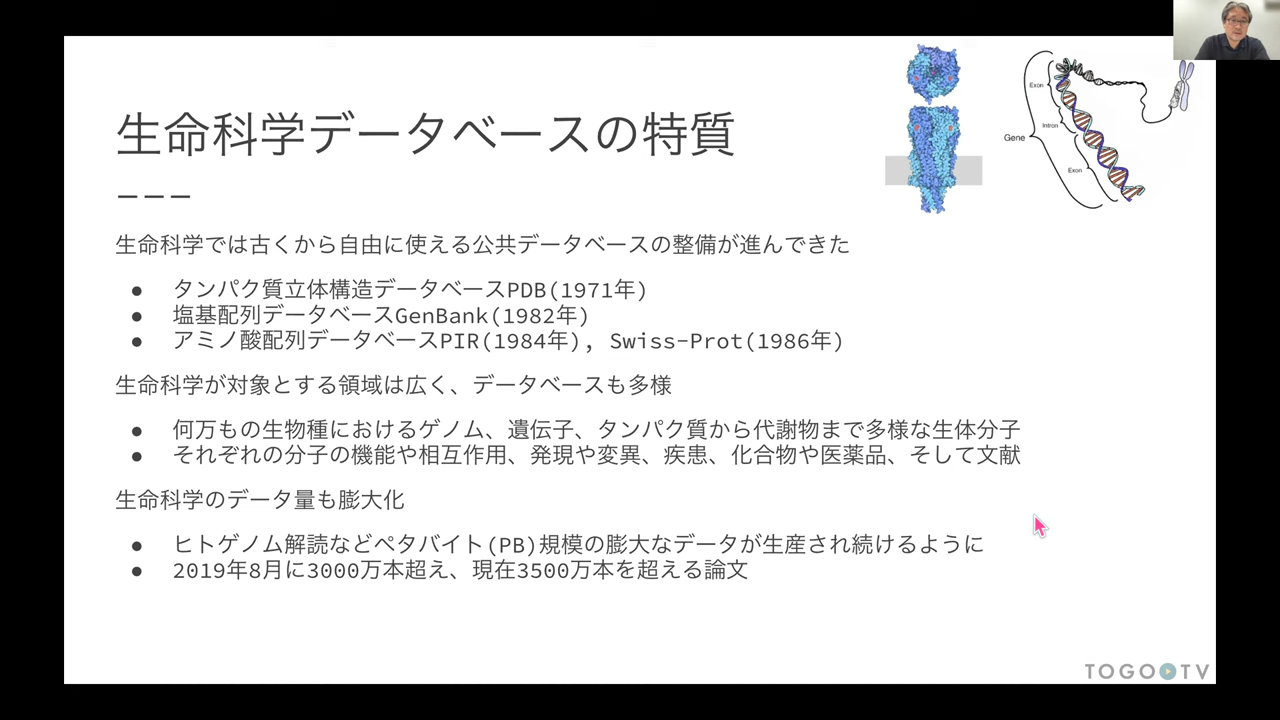 生命科学データベースの特質
生命科学では古くから自由に使える公共データベースの整備が進んできた
● タンパク質立体構造データベースPDB(1971年)
● 塩基配列データベースGenBank(1982年)
● アミノ酸配列データベースPIR(1984年), Swiss-Prot(1986年)
生命科学が対象とする領域は広く、データベースも多様
● 何万もの生物種におけるゲノム、遺伝子、タンパク質から代謝物まで多様な生体分子
● それぞれの分子の機能や相互作用、発現や変異、疾患、化合物や医薬品、そして文献
生命科学のデータ量も膨大化
● ヒトゲノム解読などペタバイト(PB)規模の膨大なデータが生産され続けるように
● 2019年8月に3000万本超え、現在3500万本を超える論文
Exon
Intron
Gene
Exon
TOGO TV